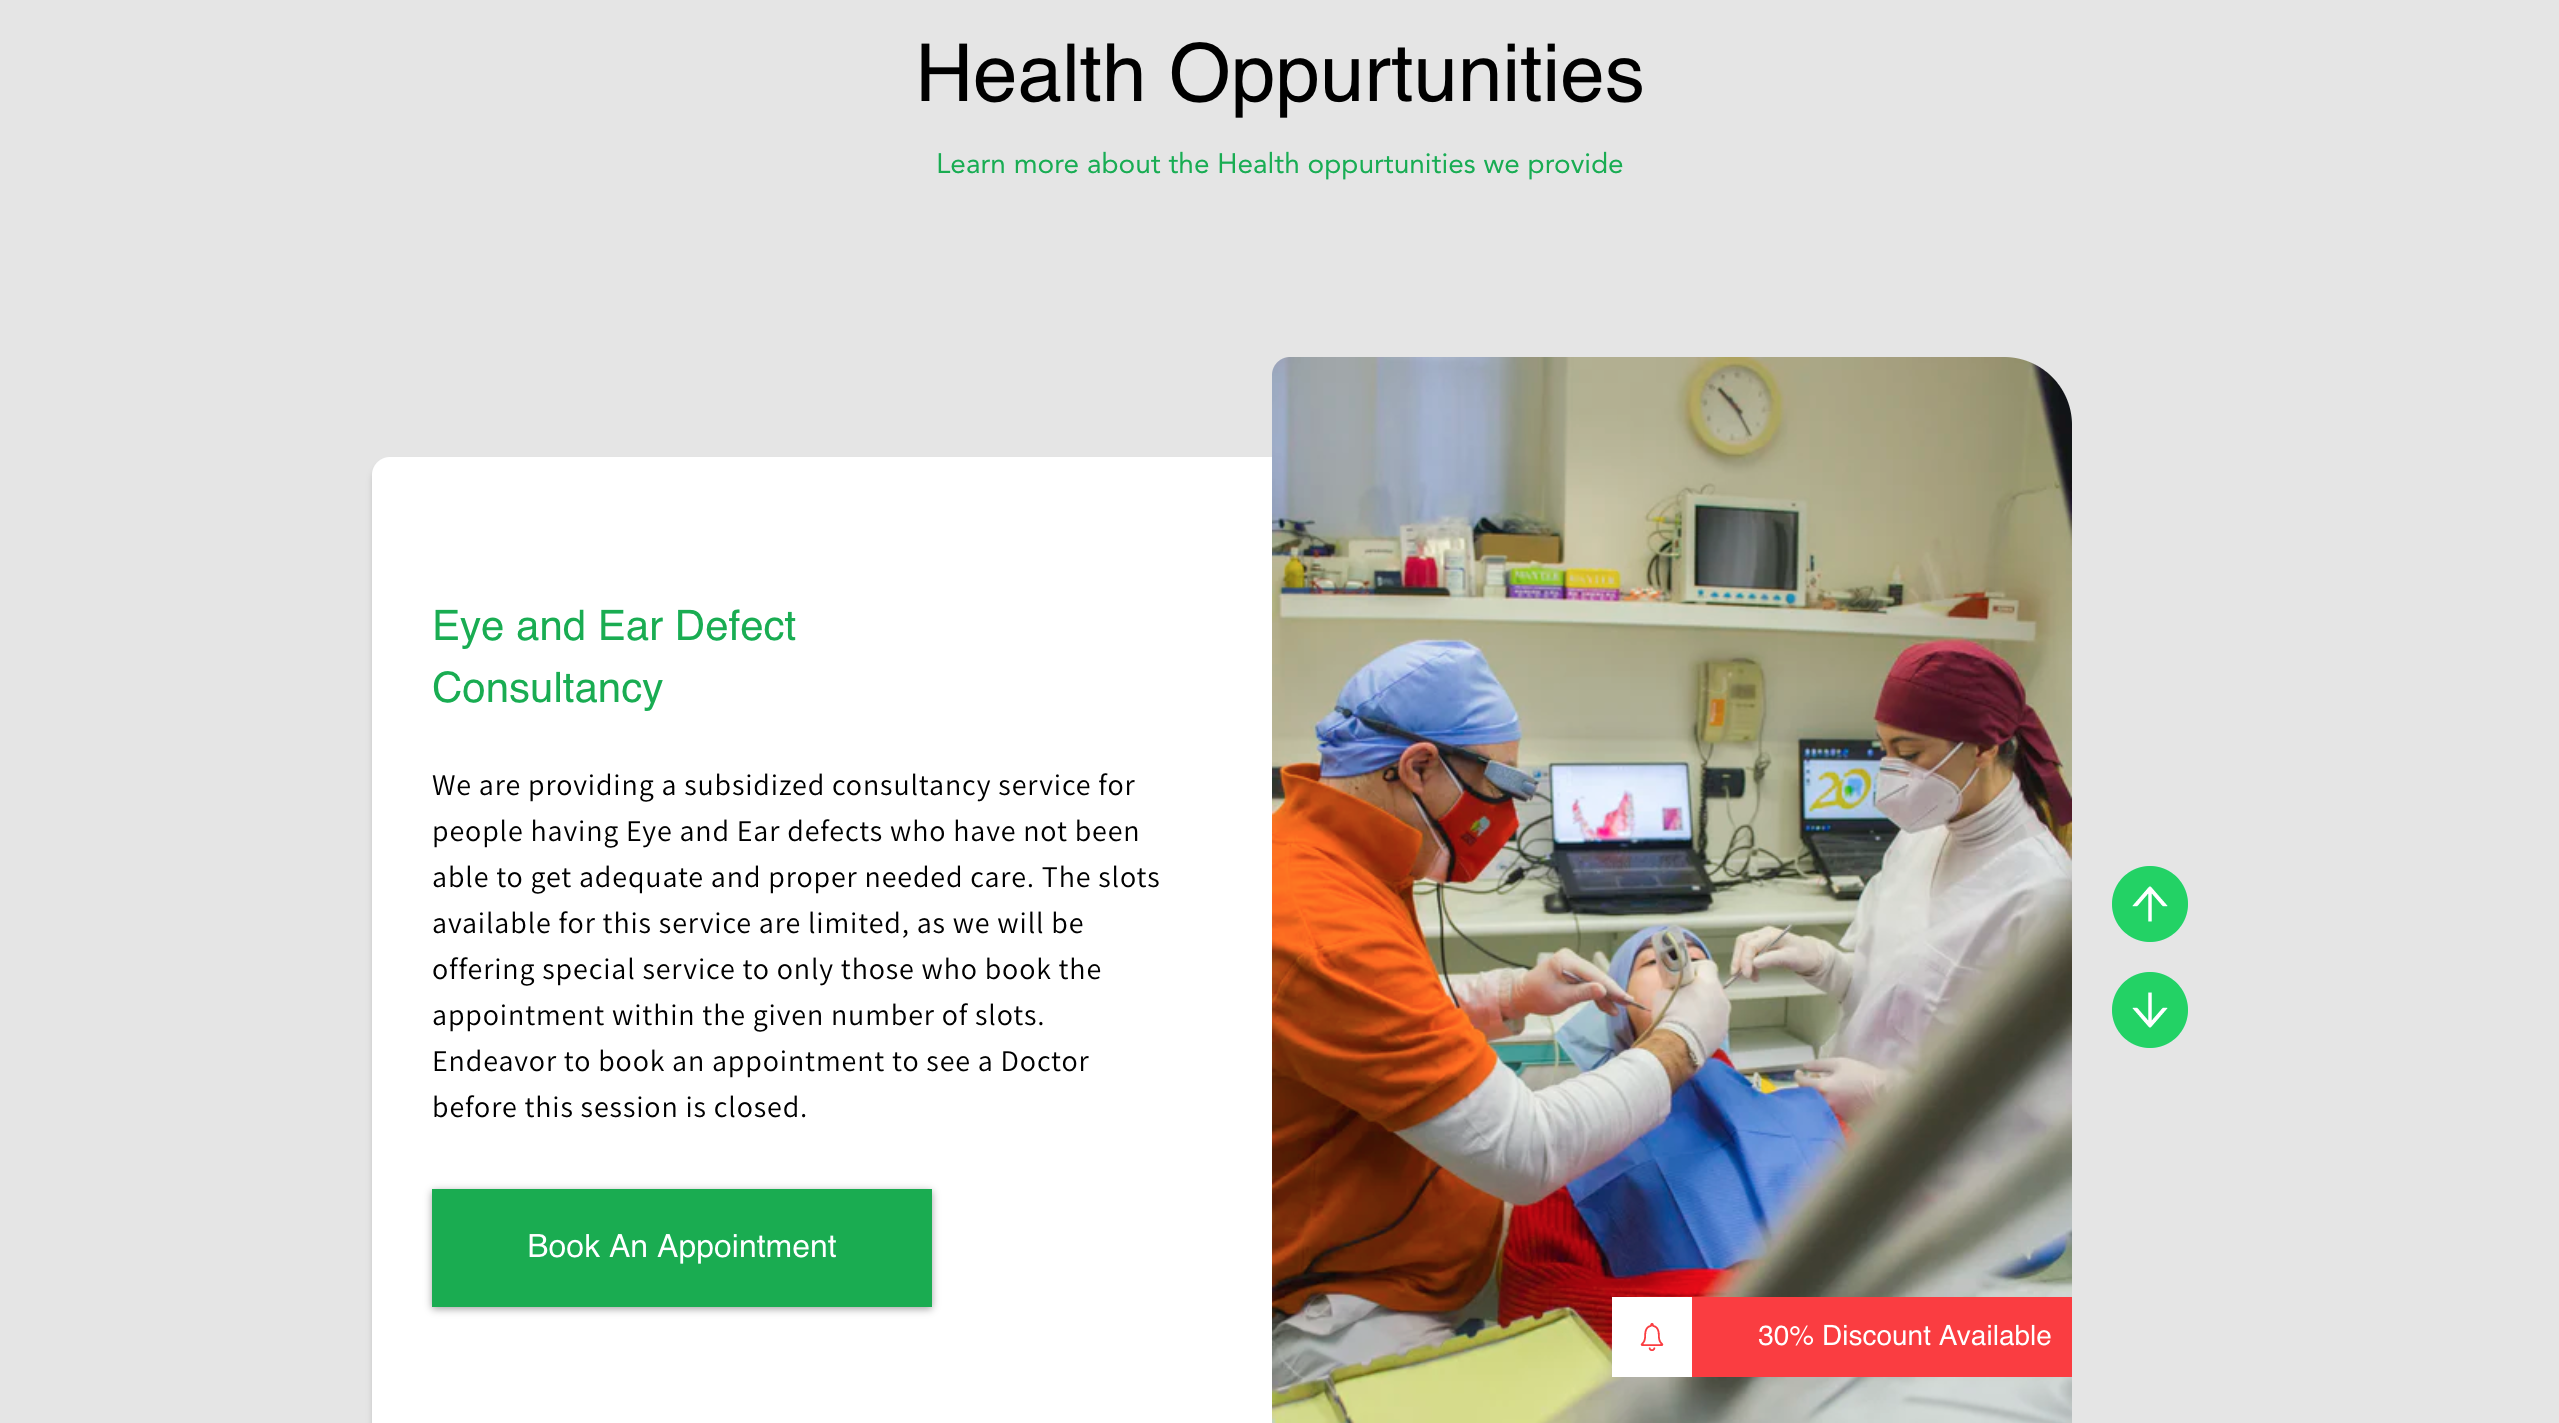 Health Oppurtunities
Learn more about the Health oppurtunities we provide
Eye and Ear Defect
Consultancy
We are providing a subsidized consultancy service for
people having Eye and Ear defects who have not been
able to get adequate and proper needed care. The slots
available for this service are limited, as we will be
offering special service to only those who book the
appointment within the given number of slots.
Endeavor to book an appointment to see a Doctor
before this session is closed.
Book An Appointment
20
30% Discount Available